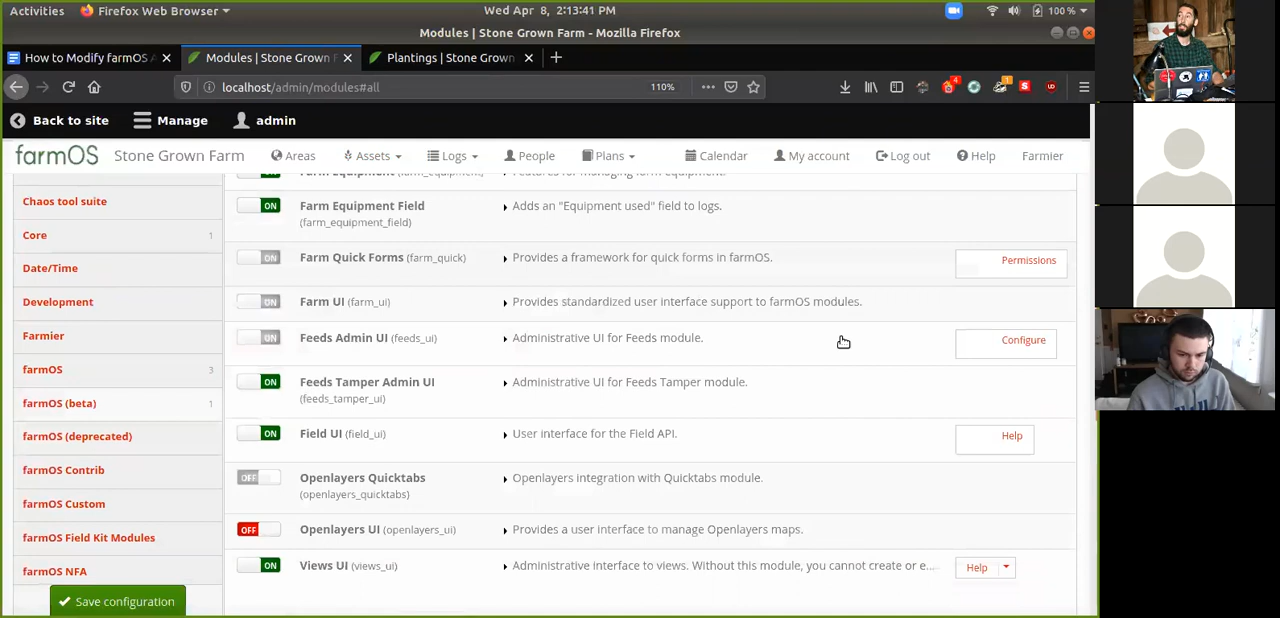 Activities Firefox Web Browser Wed Apr 8, 2:13:41 PM 100 %
Modules | Stone Grown Farm - Mozilla Firefox
How to Modify farmOS Modules | Stone Grown F Plantings | Stone Grown
localhost/admin/modules#all 110%
Back to site Manage admin
farmOS Stone Grown Farm Areas Assets Logs People Plans Calendar My account Log out Help Farmier
ON Farm Equipment (farm_equipment) Features for managing farm equipment.
Chaos tool suite
ON Farm Equipment Field Adds an "Equipment used" field to logs.
(farm_equipment_field)
Core 1
ON Farm Quick Forms (farm_quick) Provides a framework for quick forms in farmOS. Permissions
Date/Time
Development
ON Farm UI (farm_ui) Provides standardized user interface support to farmOS modules.
Farmier
ON Feeds Admin UI (feeds_ui) Administrative UI for Feeds module. Configure
farmOS 3
ON Feeds Tamper Admin UI Administrative UI for Feeds Tamper module.
(feeds_tamper_ui)
farmOS (beta) 1
farmOS (deprecated)
ON Field UI (field_ui) User interface for the Field API. Help
farmOS Contrib
OFF Openlayers Quicktabs Openlayers integration with Quicktabs module.
(openlayers_quicktabs)
farmOS Custom
OFF Openlayers UI (openlayers_ui) Provides a user interface to manage Openlayers maps.
farmOS Field Kit Modules
ON Views UI (views_ui) Administrative interface to views. Without this module, you cannot create or e... Help
farmOS NFA
Save configuration